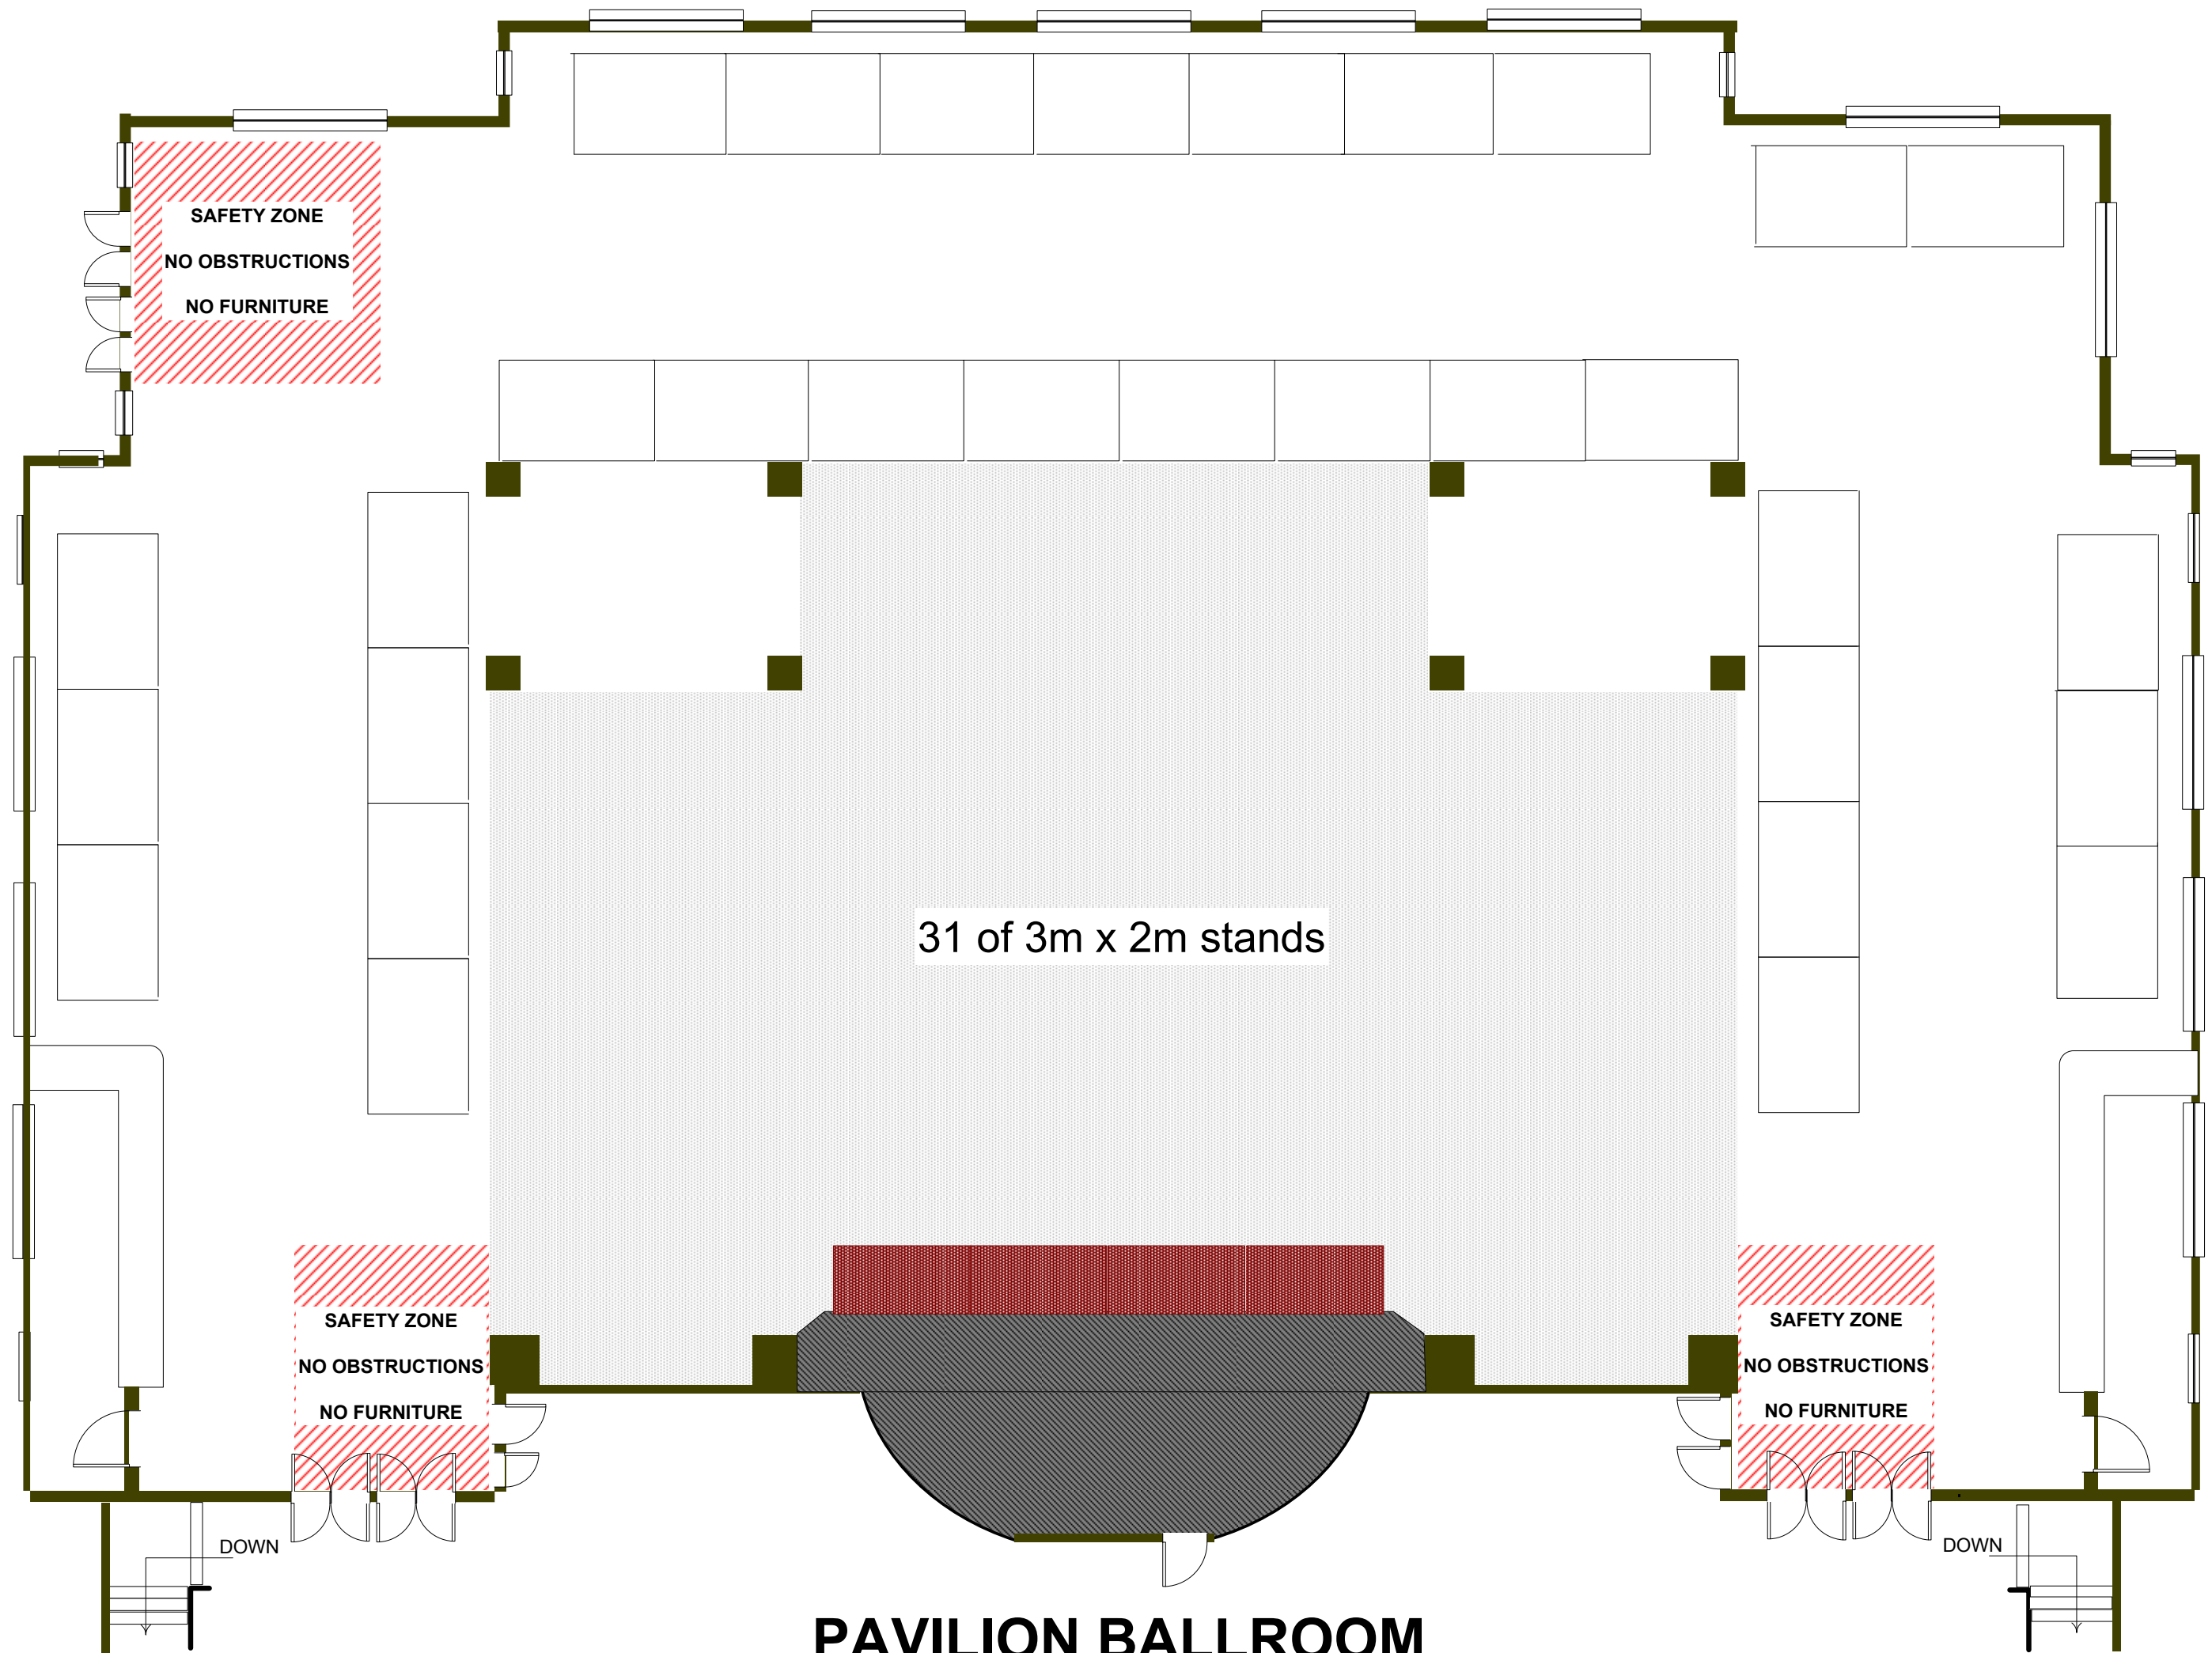 SAFETY ZONE
NO OBSTRUCTIONS
NO FURNITURE
31 of 3m x 2m stands
SAFETY ZONE
NO OBSTRUCTIONS
NO FURNITURE
SAFETY ZONE
NO OBSTRUCTIONS
NO FURNITURE
DOWN
DOWN
PAVILION BALLROOM